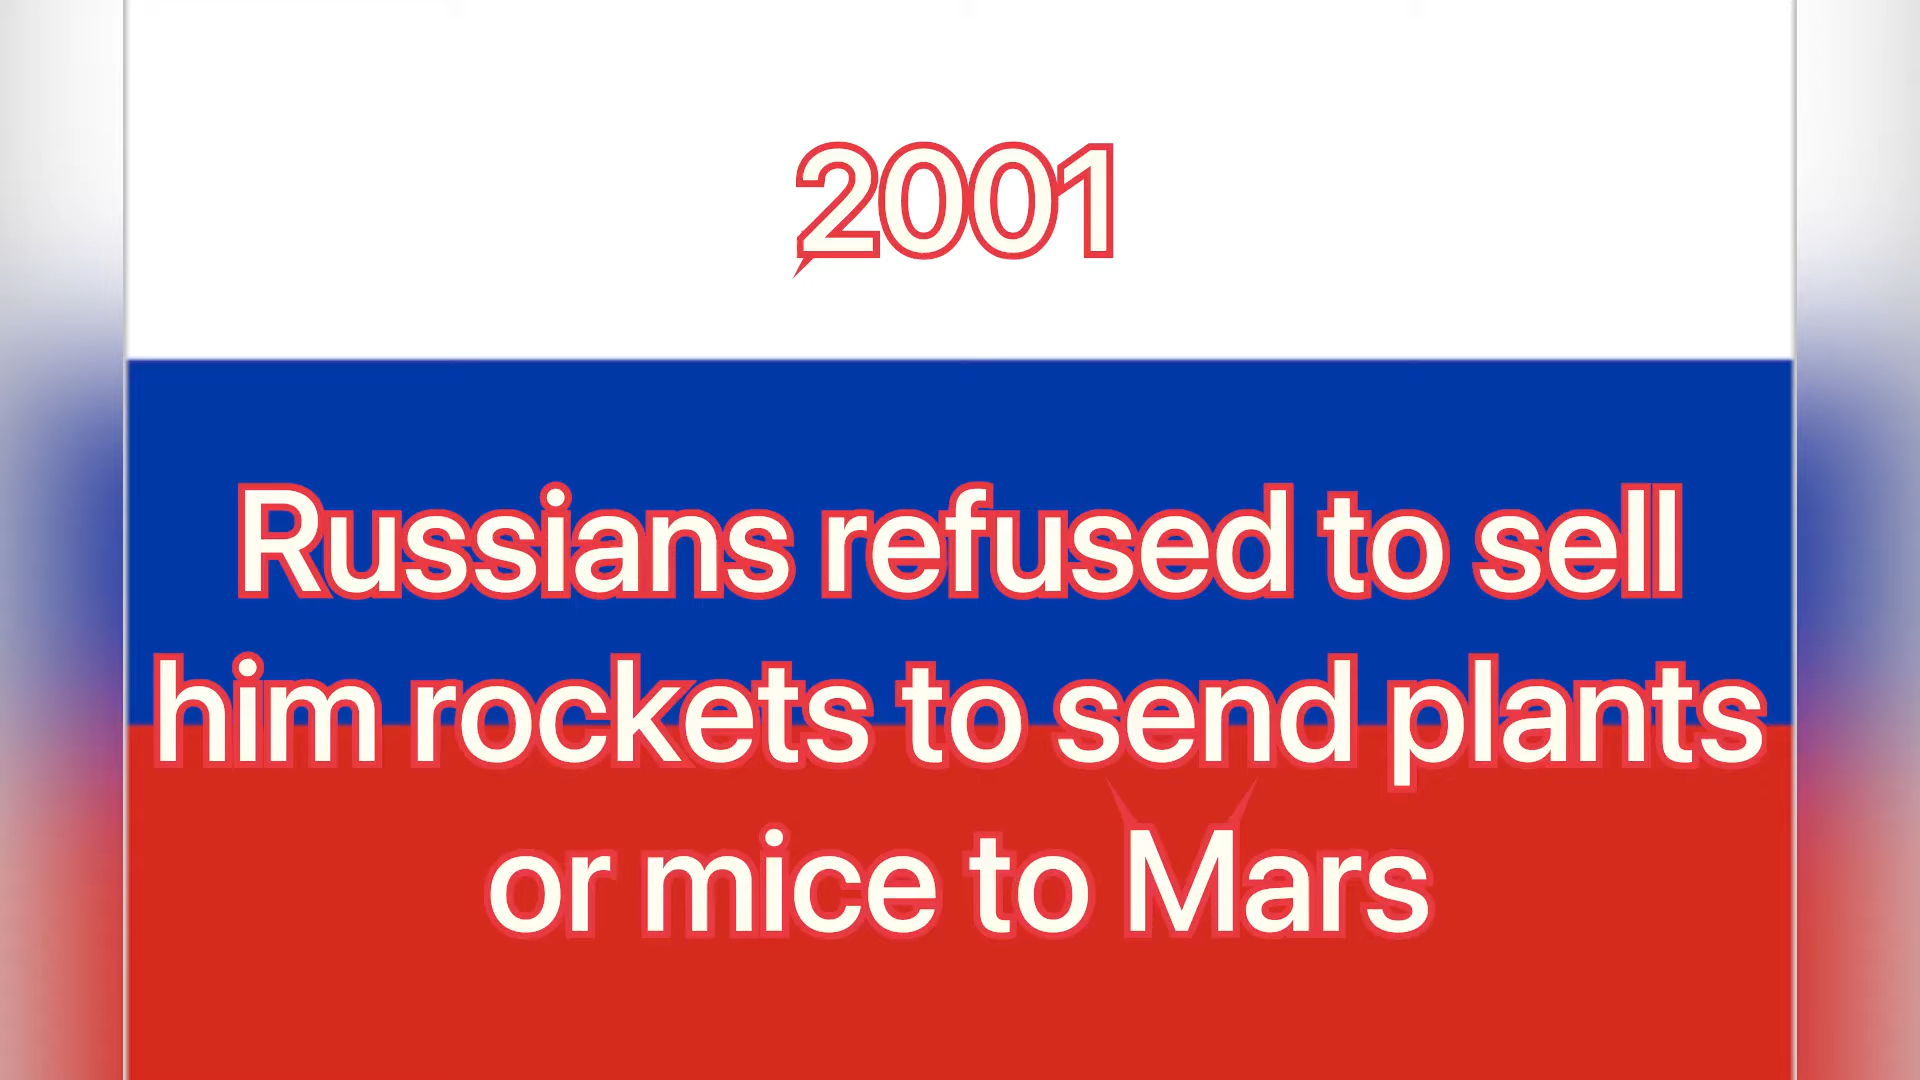 2001
Russians refused to sell
him rockets to send plants
or mice to Mars